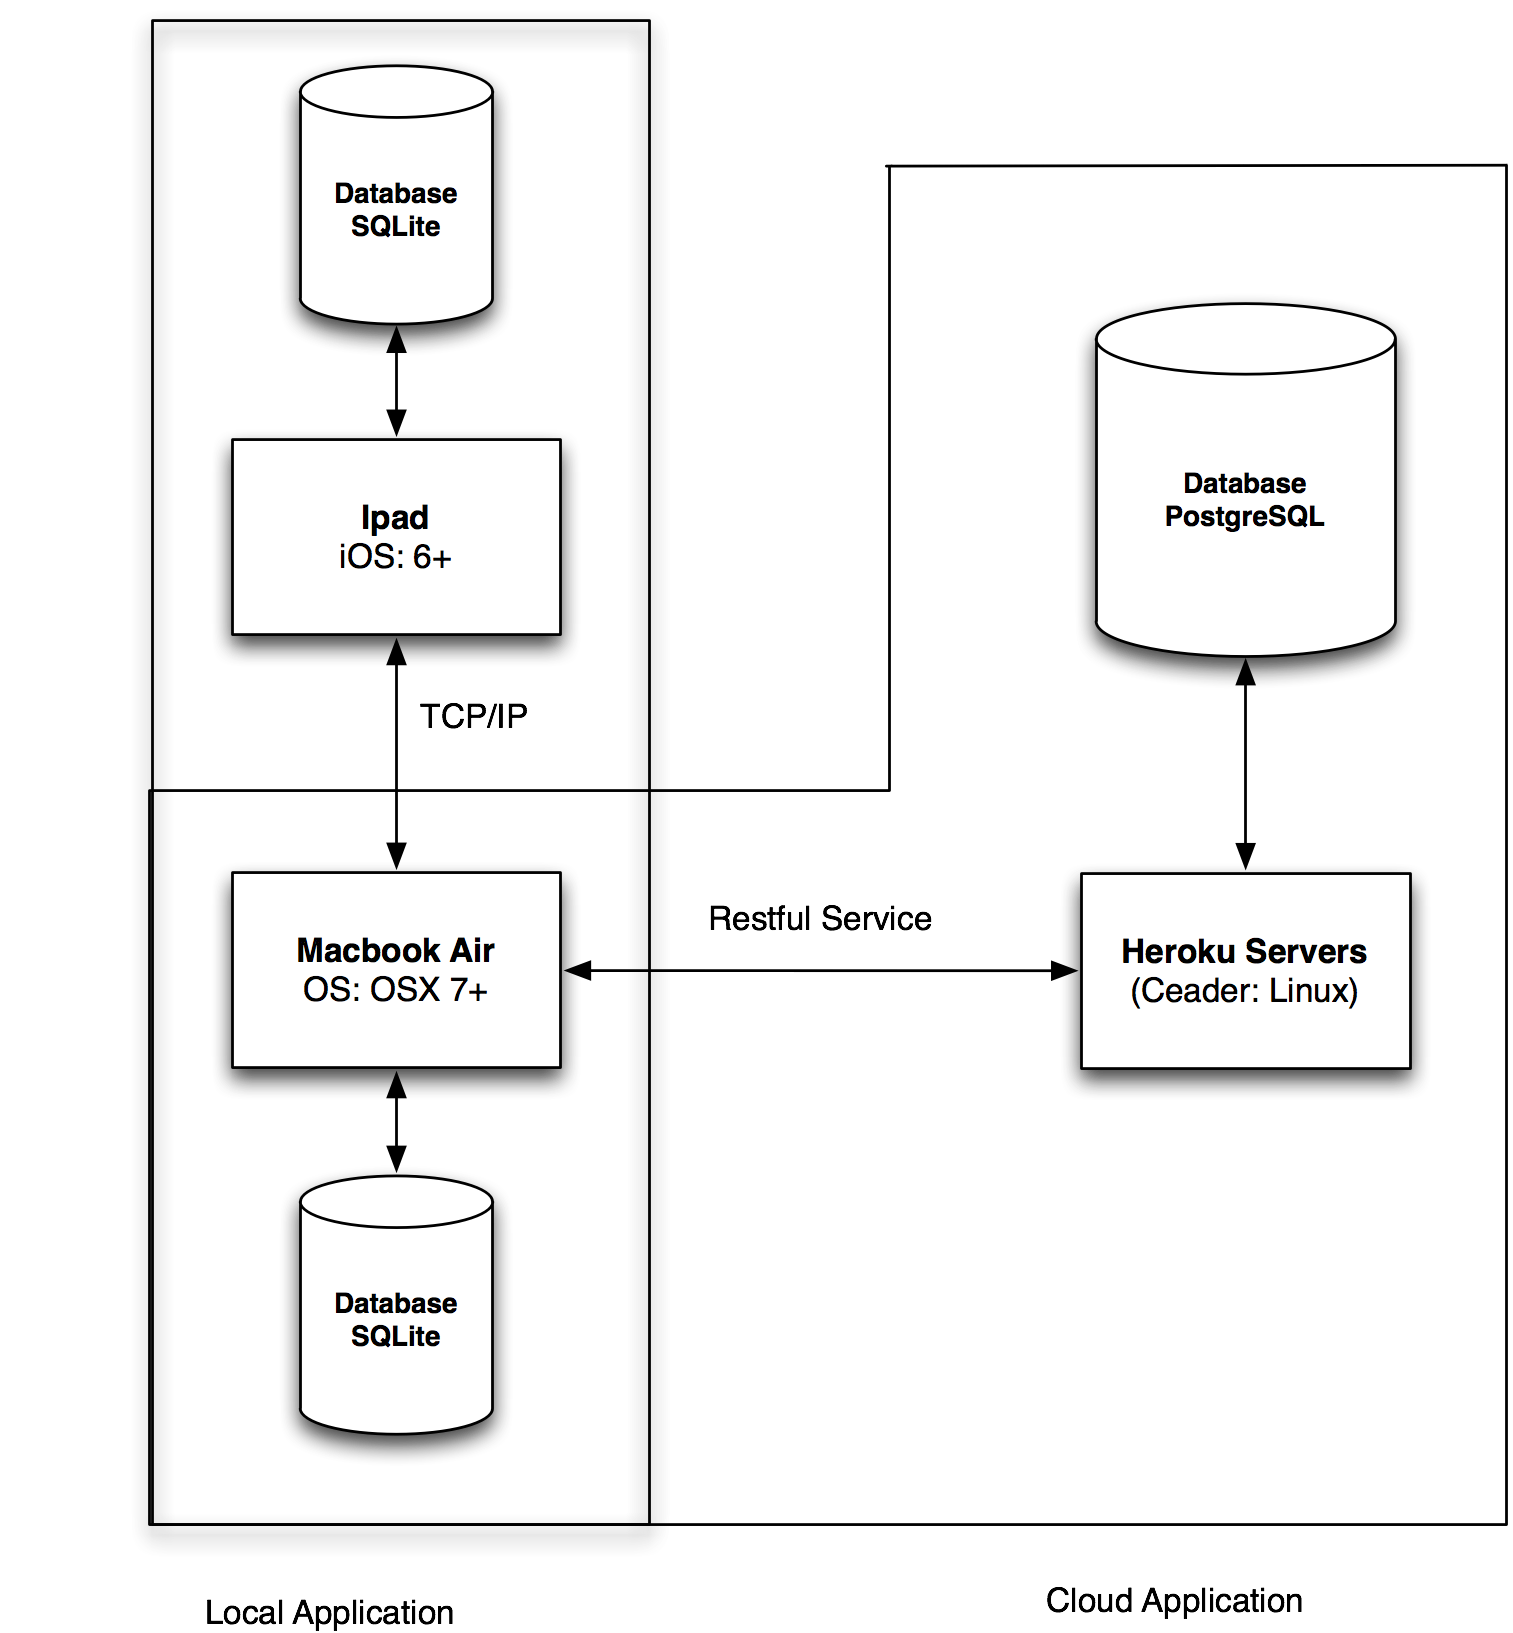 Database
SQLite
Ipad
iOS: 6+
TCP/IP
Macbook Air
OS: OSX 7+
Database
SQLite
Restful Service
Database
PostgreSQL
Heroku Servers
(Ceader: Linux)
Local Application
Cloud Application